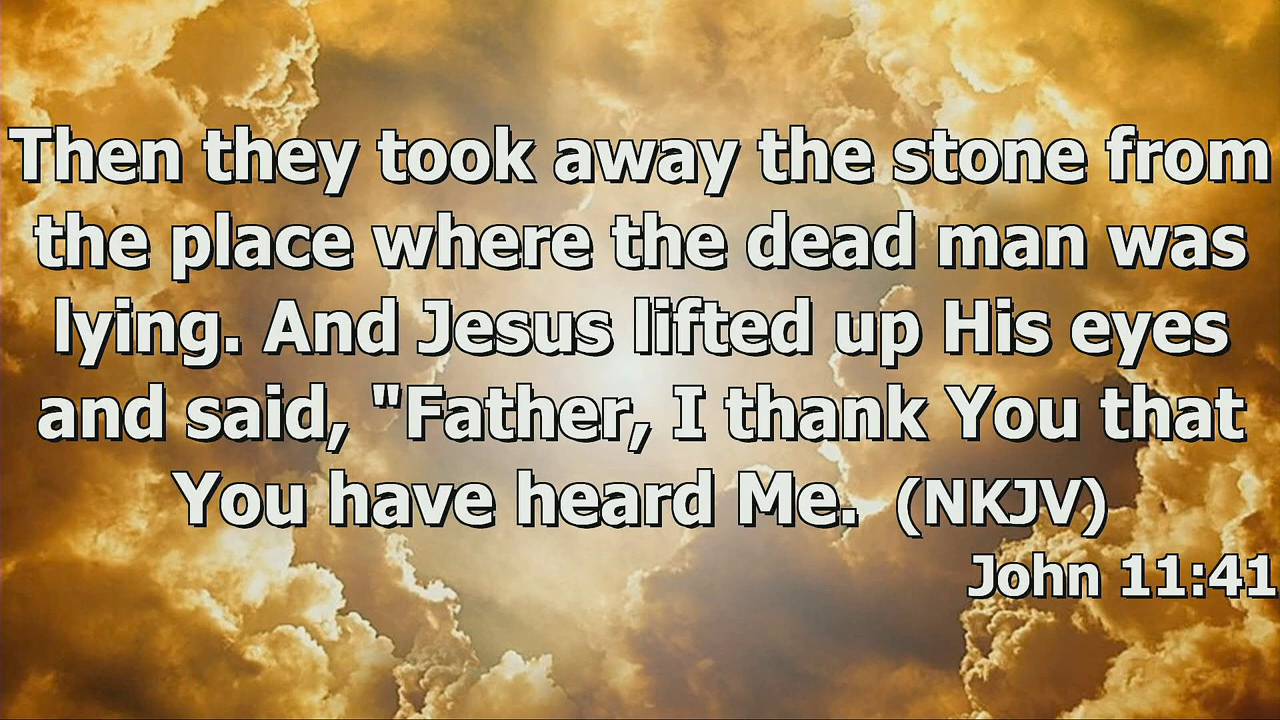 Then they took away the stone from
the place where the dead man was
lying. And Jesus lifted up His eyes
and said, "Father, I thank You that
You have heard Me.  (NKJV)
John 11:41